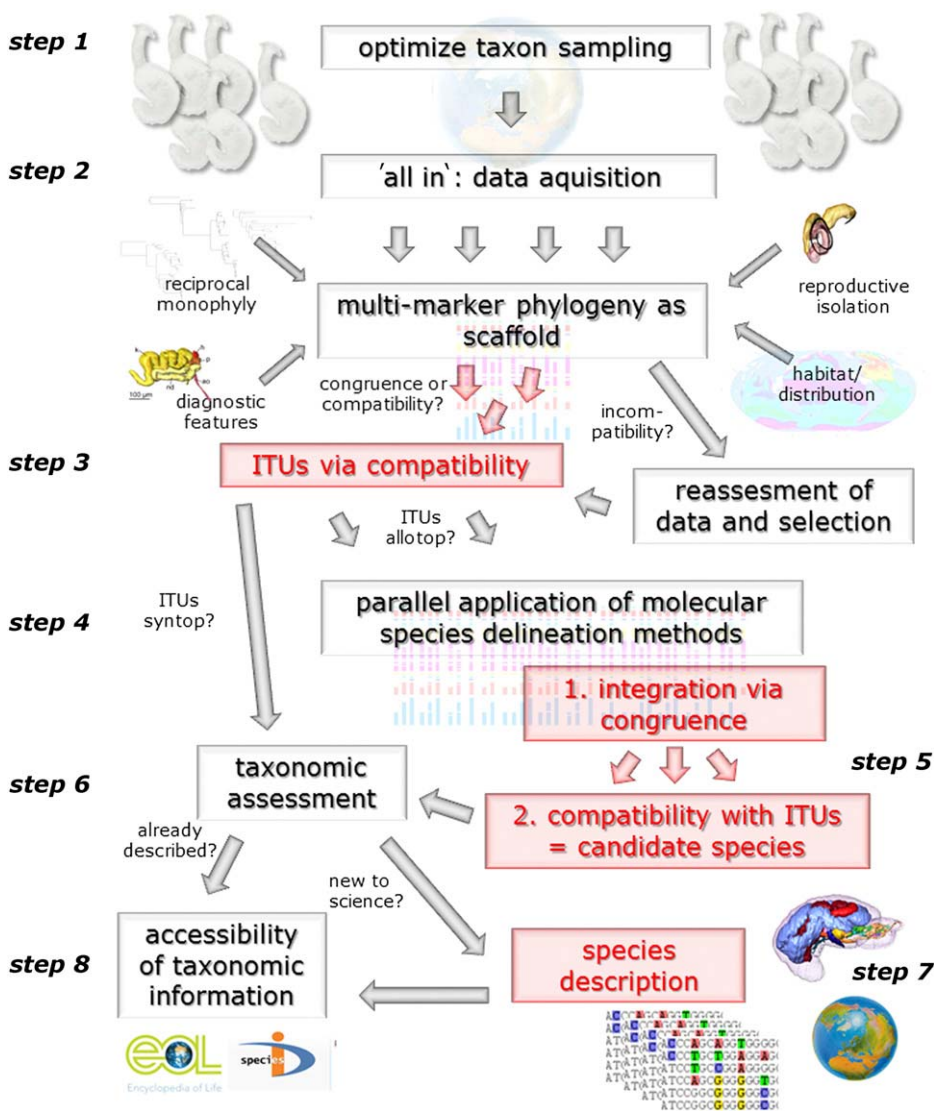 step 1
optimize taxon sampling
step 2
'all in‵: data aquisition
reciprocal
monophyly
reproductive
isolation
multi-marker phylogeny as
scaffold
diagnostic
features
100 µm
congruence or
compatibility?
incom-
patibility?
habitat/
distribution
step 3
ITUs via compatibility
reassesment of
data and selection
ITUs
allotop?
ITUs
syntop?
step 4
parallel application of molecular
species delineation methods
1. integration via
congruence
step 5
step 6
taxonomic
assessment
2. compatibility with ITUs
= candidate species
already
described?
new to
science?
step 8
accessibility
of taxonomic
information
species
description
step 7
eOL
Encyclopedia of Life
species